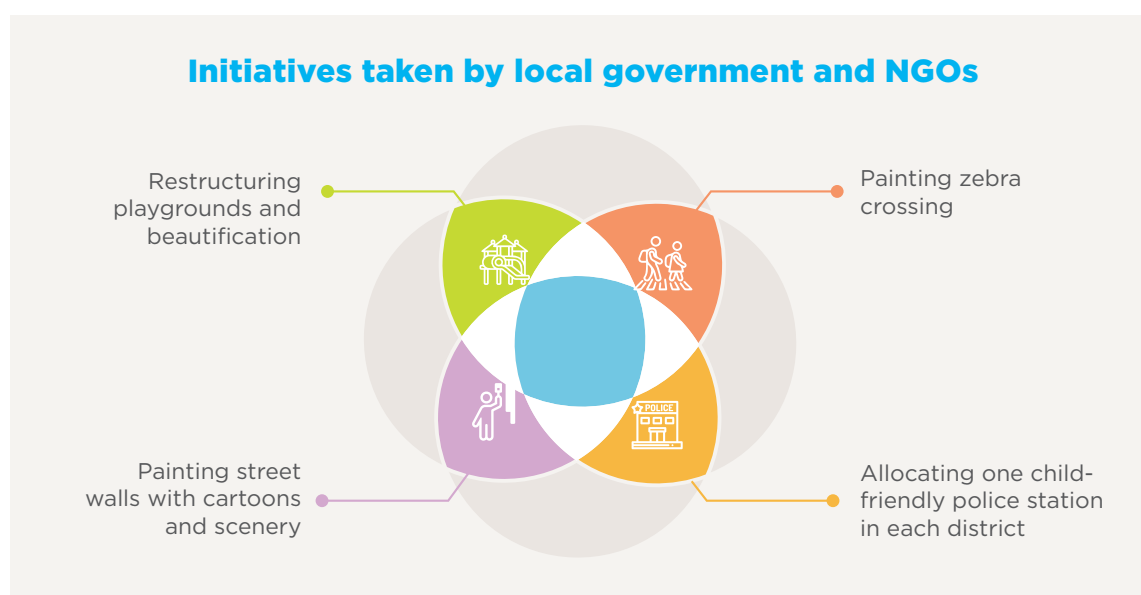 Initiatives taken by local government and NGOs
Restructuring
playgrounds and
beautification
Painting zebra
crossing
POLICE
Painting street
walls with cartoons
and scenery
Allocating one child-
friendly police station
in each district